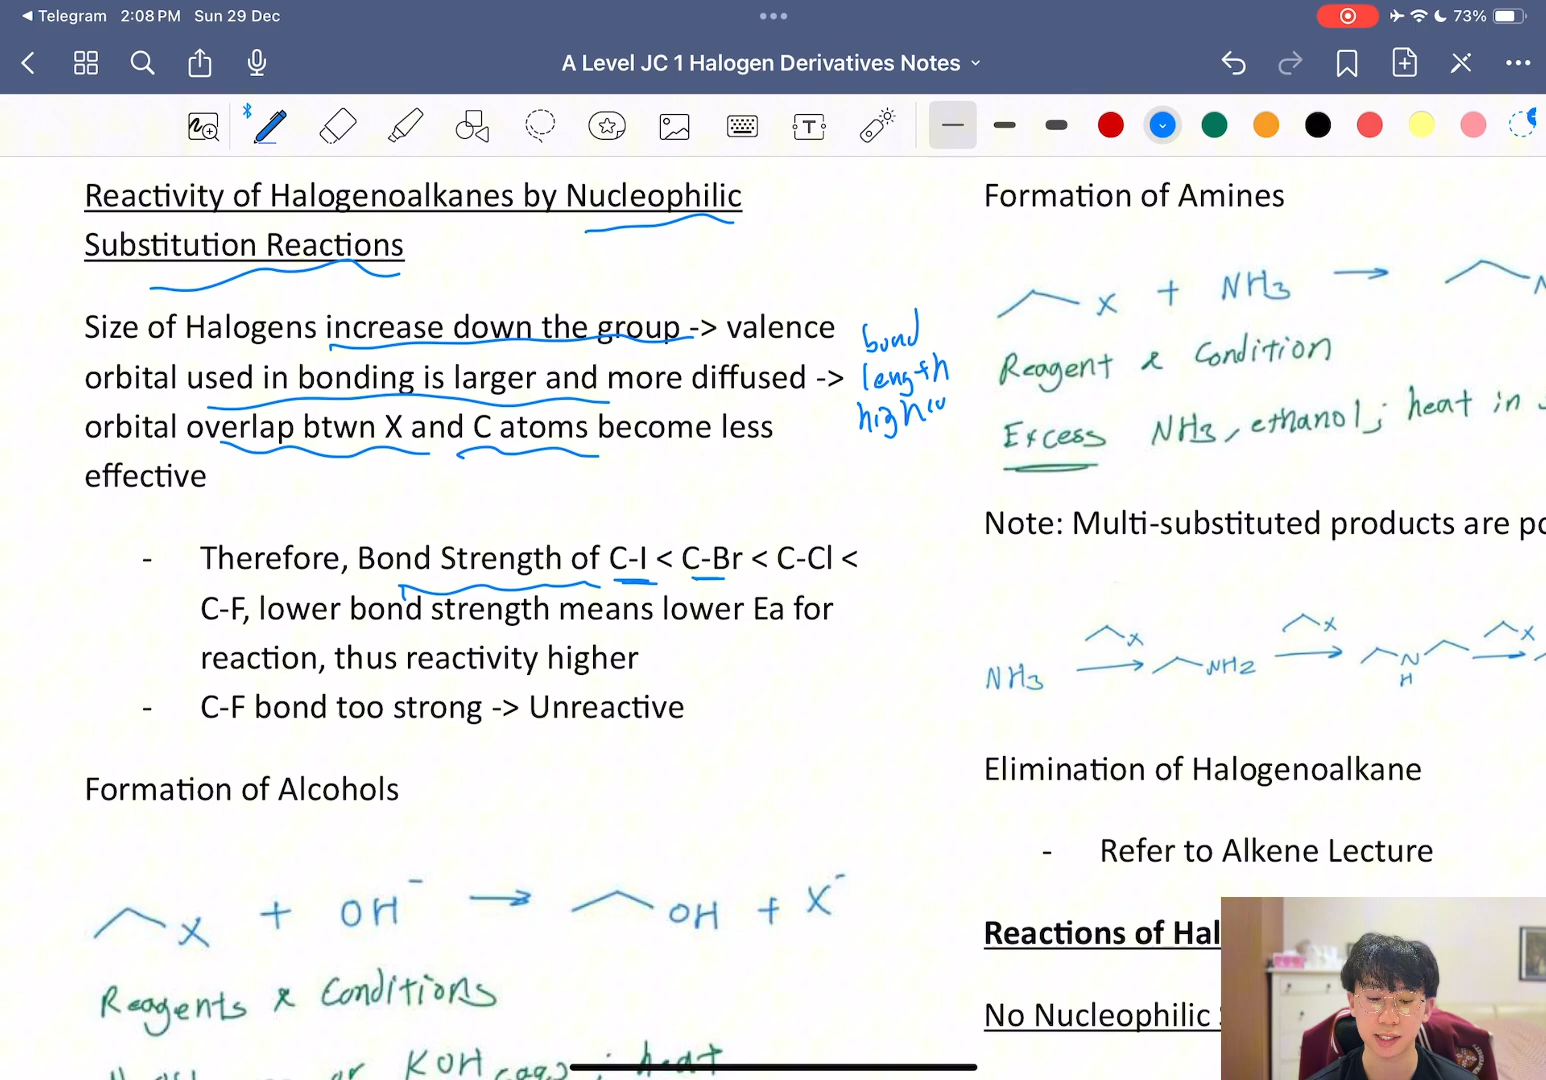 Telegram 2:08 PM Sun 29 Dec
73%
A Level JC 1 Halogen Derivatives Notes
Reactivity of Halogenoalkanes by Nucleophilic
Substitution Reactions
Size of Halogens increase down the group -> valence
orbital used in bonding is larger and more diffused ->
orbital overlap btwn X and C atoms become less
effective
bond
length
higher
- Therefore, Bond Strength of C-I < C-Br < C-Cl <
C-F, lower bond strength means lower Ea for
reaction, thus reactivity higher
- C-F bond too strong -> Unreactive
Formation of Alcohols
X + OH⁻ → OH + X⁻
Reagents & Conditions
or KOH (aq) ; heat
Formation of Amines
X + NH3 →
Reagent & Condition
Excess NH3, ethanol; heat in
Note: Multi-substituted products are
X X X
NH3 → NH2 → N →
H
Elimination of Halogenoalkane
- Refer to Alkene Lecture
Reactions of Hal
No Nucleophilic